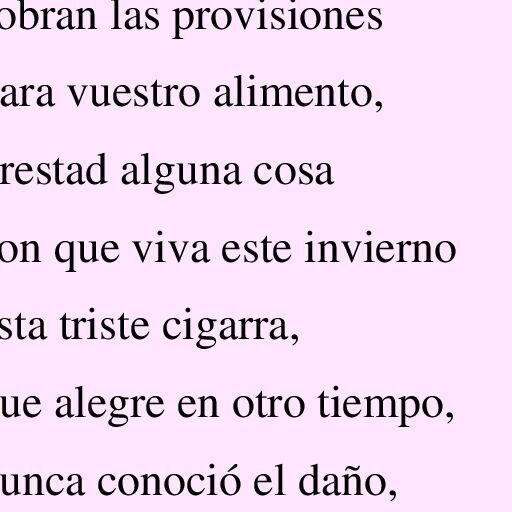 obran las provisiones
ara vuestro alimento,
restad alguna cosa
on que viva este invierno
sta triste cigarra,
ue alegre en otro tiempo,
unca conoció el daño,